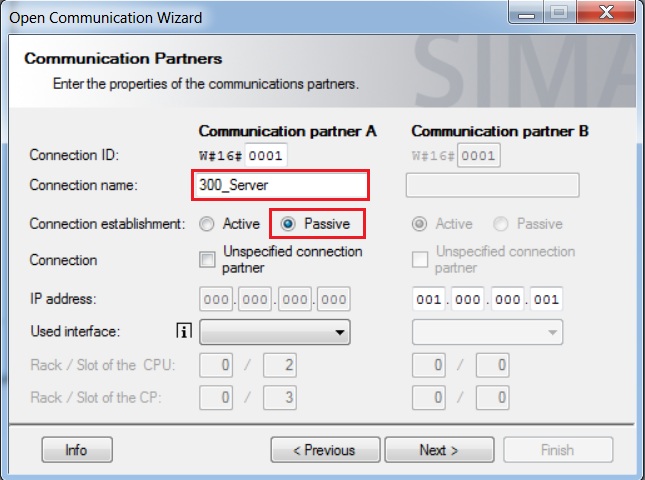 Open Communication Wizard
Communication Partners
Enter the properties of the communications partners.
SIMA
Communication partner A Communication partner B
Connection ID: W#16# 0001 W#16# 0001
Connection name: 300_Server
Connection establishment: Active Passive Active Passive
Connection Unspecified connection partner Unspecified connection partner
IP address: 000.000.000.000 001.000.000.001
Used interface: i
Rack / Slot of the CPU: 0 / 2 0 / 0
Rack / Slot of the CP: 0 / 3 0 / 0
Info < Previous Next > Finish